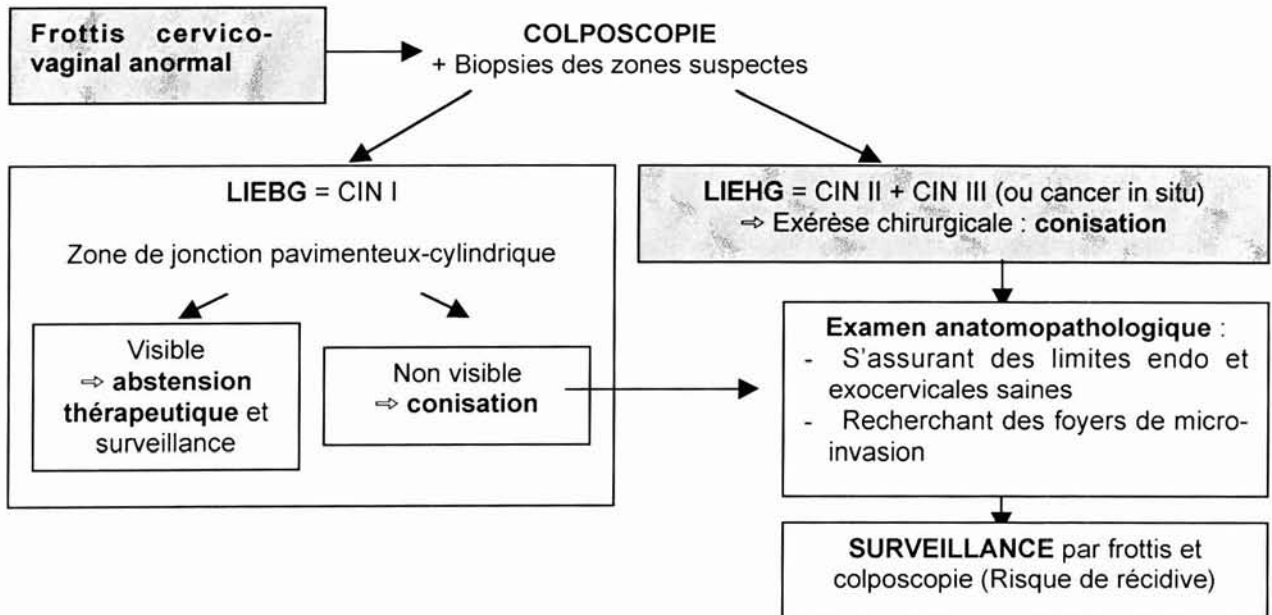 Frottis cervico-
vaginal anormal
COLPOSCOPIE
+ Biopsies des zones suspectes
LIEBG = CIN I
Zone de jonction pavimenteux-cylindrique
Visible
⇨ abstension
thérapeutique et
surveillance
Non visible
⇨ conisation
LIEHG = CIN II + CIN III (ou cancer in situ)
⇨ Exérèse chirurgicale : conisation
Examen anatomopathologique :
- S'assurant des limites endo et
exocervicales saines
- Recherchant des foyers de micro-
invasion
SURVEILLANCE par frottis et
colposcopie (Risque de récidive)